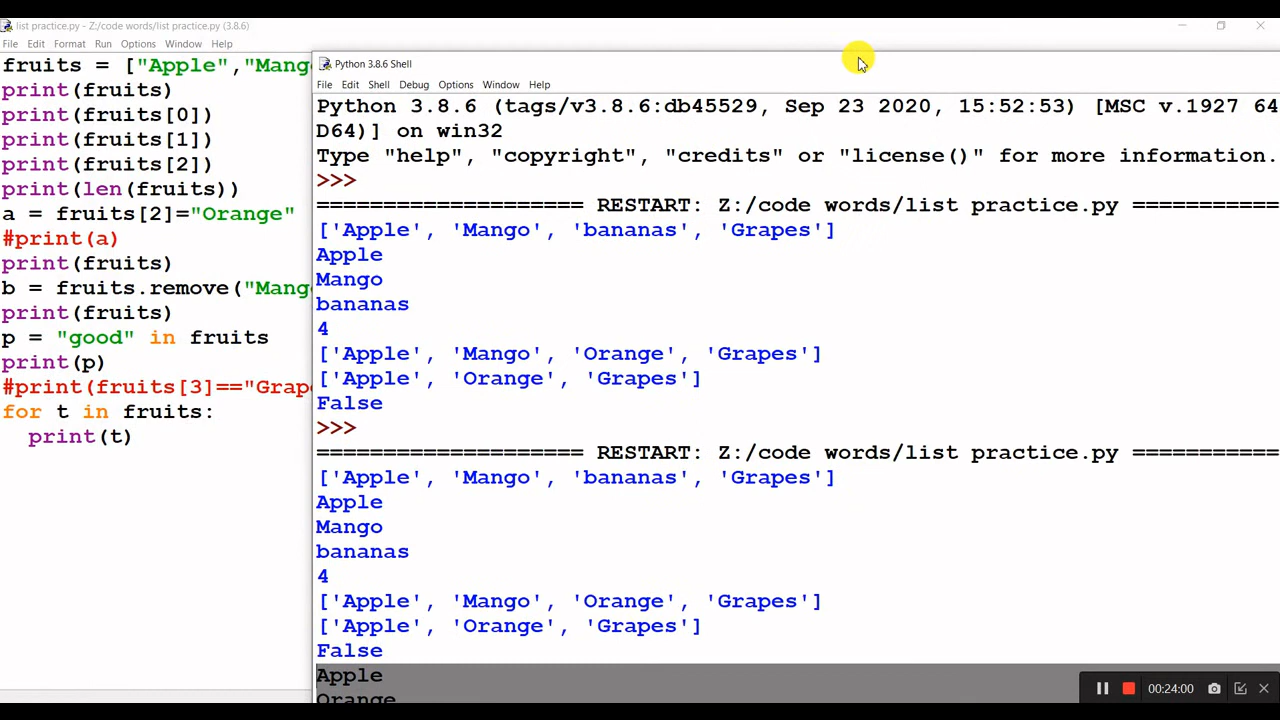 list practice.py - Z:/code words/list practice.py (3.8.6)
File Edit Format Run Options Window Help
fruits = ["Apple","Mango
print(fruits)
print(fruits[0])
print(fruits[1])
print(fruits[2])
print(len(fruits))
a = fruits[2]="Orange"
#print(a)
print(fruits)
b = fruits.remove("Mang
print(fruits)
p = "good" in fruits
print(p)
#print(fruits[3]=="Grap
for t in fruits:
print(t)
Python 3.8.6 Shell
File Edit Shell Debug Options Window Help
Python 3.8.6 (tags/v3.8.6:db45529, Sep 23 2020, 15:52:53) [MSC v.1927 64
D64)] on win32
Type "help", "copyright", "credits" or "license()" for more information.
>>>
==================== RESTART: Z:/code words/list practice.py ===========
['Apple', 'Mango', 'bananas', 'Grapes']
Apple
Mango
bananas
4
['Apple', 'Mango', 'Orange', 'Grapes']
['Apple', 'Orange', 'Grapes']
False
>>>
==================== RESTART: Z:/code words/list practice.py ===========
['Apple', 'Mango', 'bananas', 'Grapes']
Apple
Mango
bananas
4
['Apple', 'Mango', 'Orange', 'Grapes']
['Apple', 'Orange', 'Grapes']
False
Apple
Orange
00:24:00